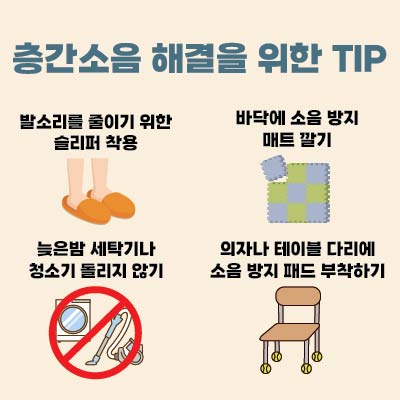 층간소음 해결을 위한 TIP
발소리를 줄이기 위한
슬리퍼 착용
바닥에 소음 방지
매트 깔기
늦은밤 세탁기나
청소기 돌리지 않기
의자나 테이블 다리에
소음 방지 패드 부착하기